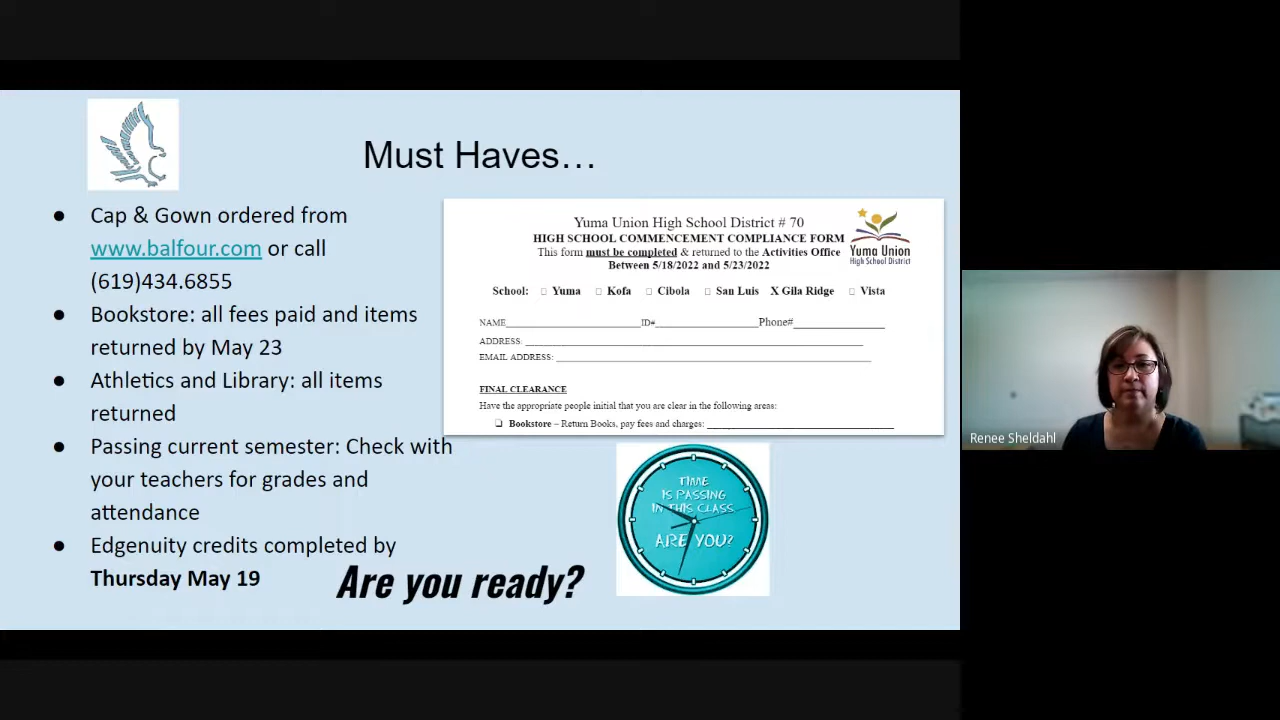 Must Haves…
● Cap & Gown ordered from
www.balfour.com or call
(619)434.6855
● Bookstore: all fees paid and items
returned by May 23
● Athletics and Library: all items
returned
● Passing current semester: Check with
your teachers for grades and
attendance
● Edgenuity credits completed by
Thursday May 19
Are you ready?
Yuma Union High School District # 70
HIGH SCHOOL COMMENCEMENT COMPLIANCE FORM
This form must be completed & returned to the Activities Office
Between 5/18/2022 and 5/23/2022
Yuma Union
High School District
School: □ Yuma □ Kofa □ Cibola □ San Luis X Gila Ridge □ Vista
NAME ID# Phone#
ADDRESS:
EMAIL ADDRESS:
FINAL CLEARANCE
Have the appropriate people initial that you are clear in the following areas:
❏ Bookstore – Return Books, pay fees and charges:
TIME
IS PASSING
IN THIS CLASS
ARE YOU?
Renee Sheldahl